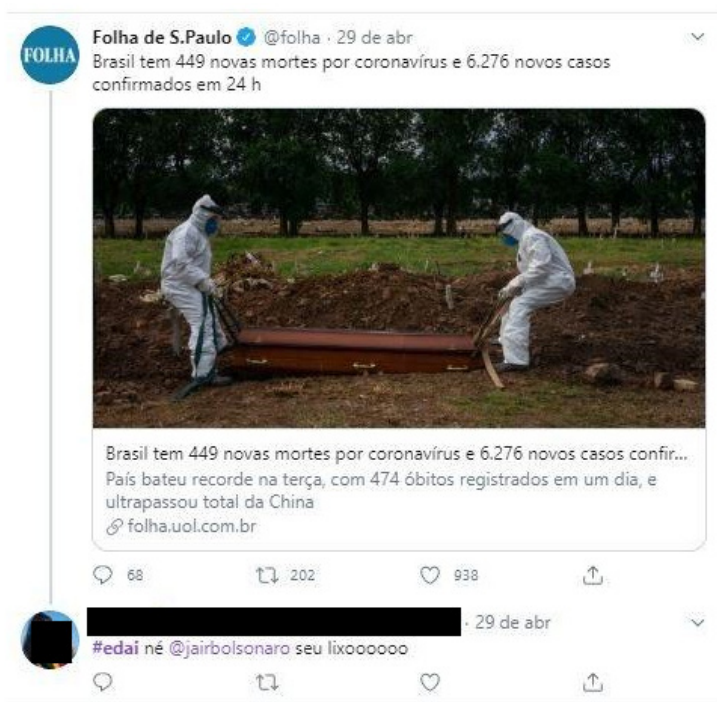 FOLHA
Folha de S.Paulo @folha · 29 de abr
Brasil tem 449 novas mortes por coronavírus e 6.276 novos casos
confirmados em 24 h
Brasil tem 449 novas mortes por coronavírus e 6.276 novos casos confir...
País bateu recorde na terça, com 474 óbitos registrados em um dia, e
ultrapassou total da China
folha.uol.com.br
68 202 938
· 29 de abr
#edai né @jairbolsonaro seu lixoooooo